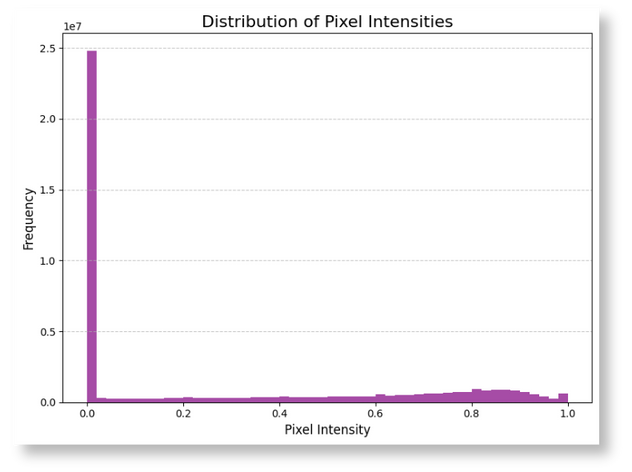 Distribution of Pixel Intensities
1e7
2.5
2.0
1.5
1.0
0.5
0.0
Frequency
0.0 0.2 0.4 0.6 0.8 1.0
Pixel Intensity